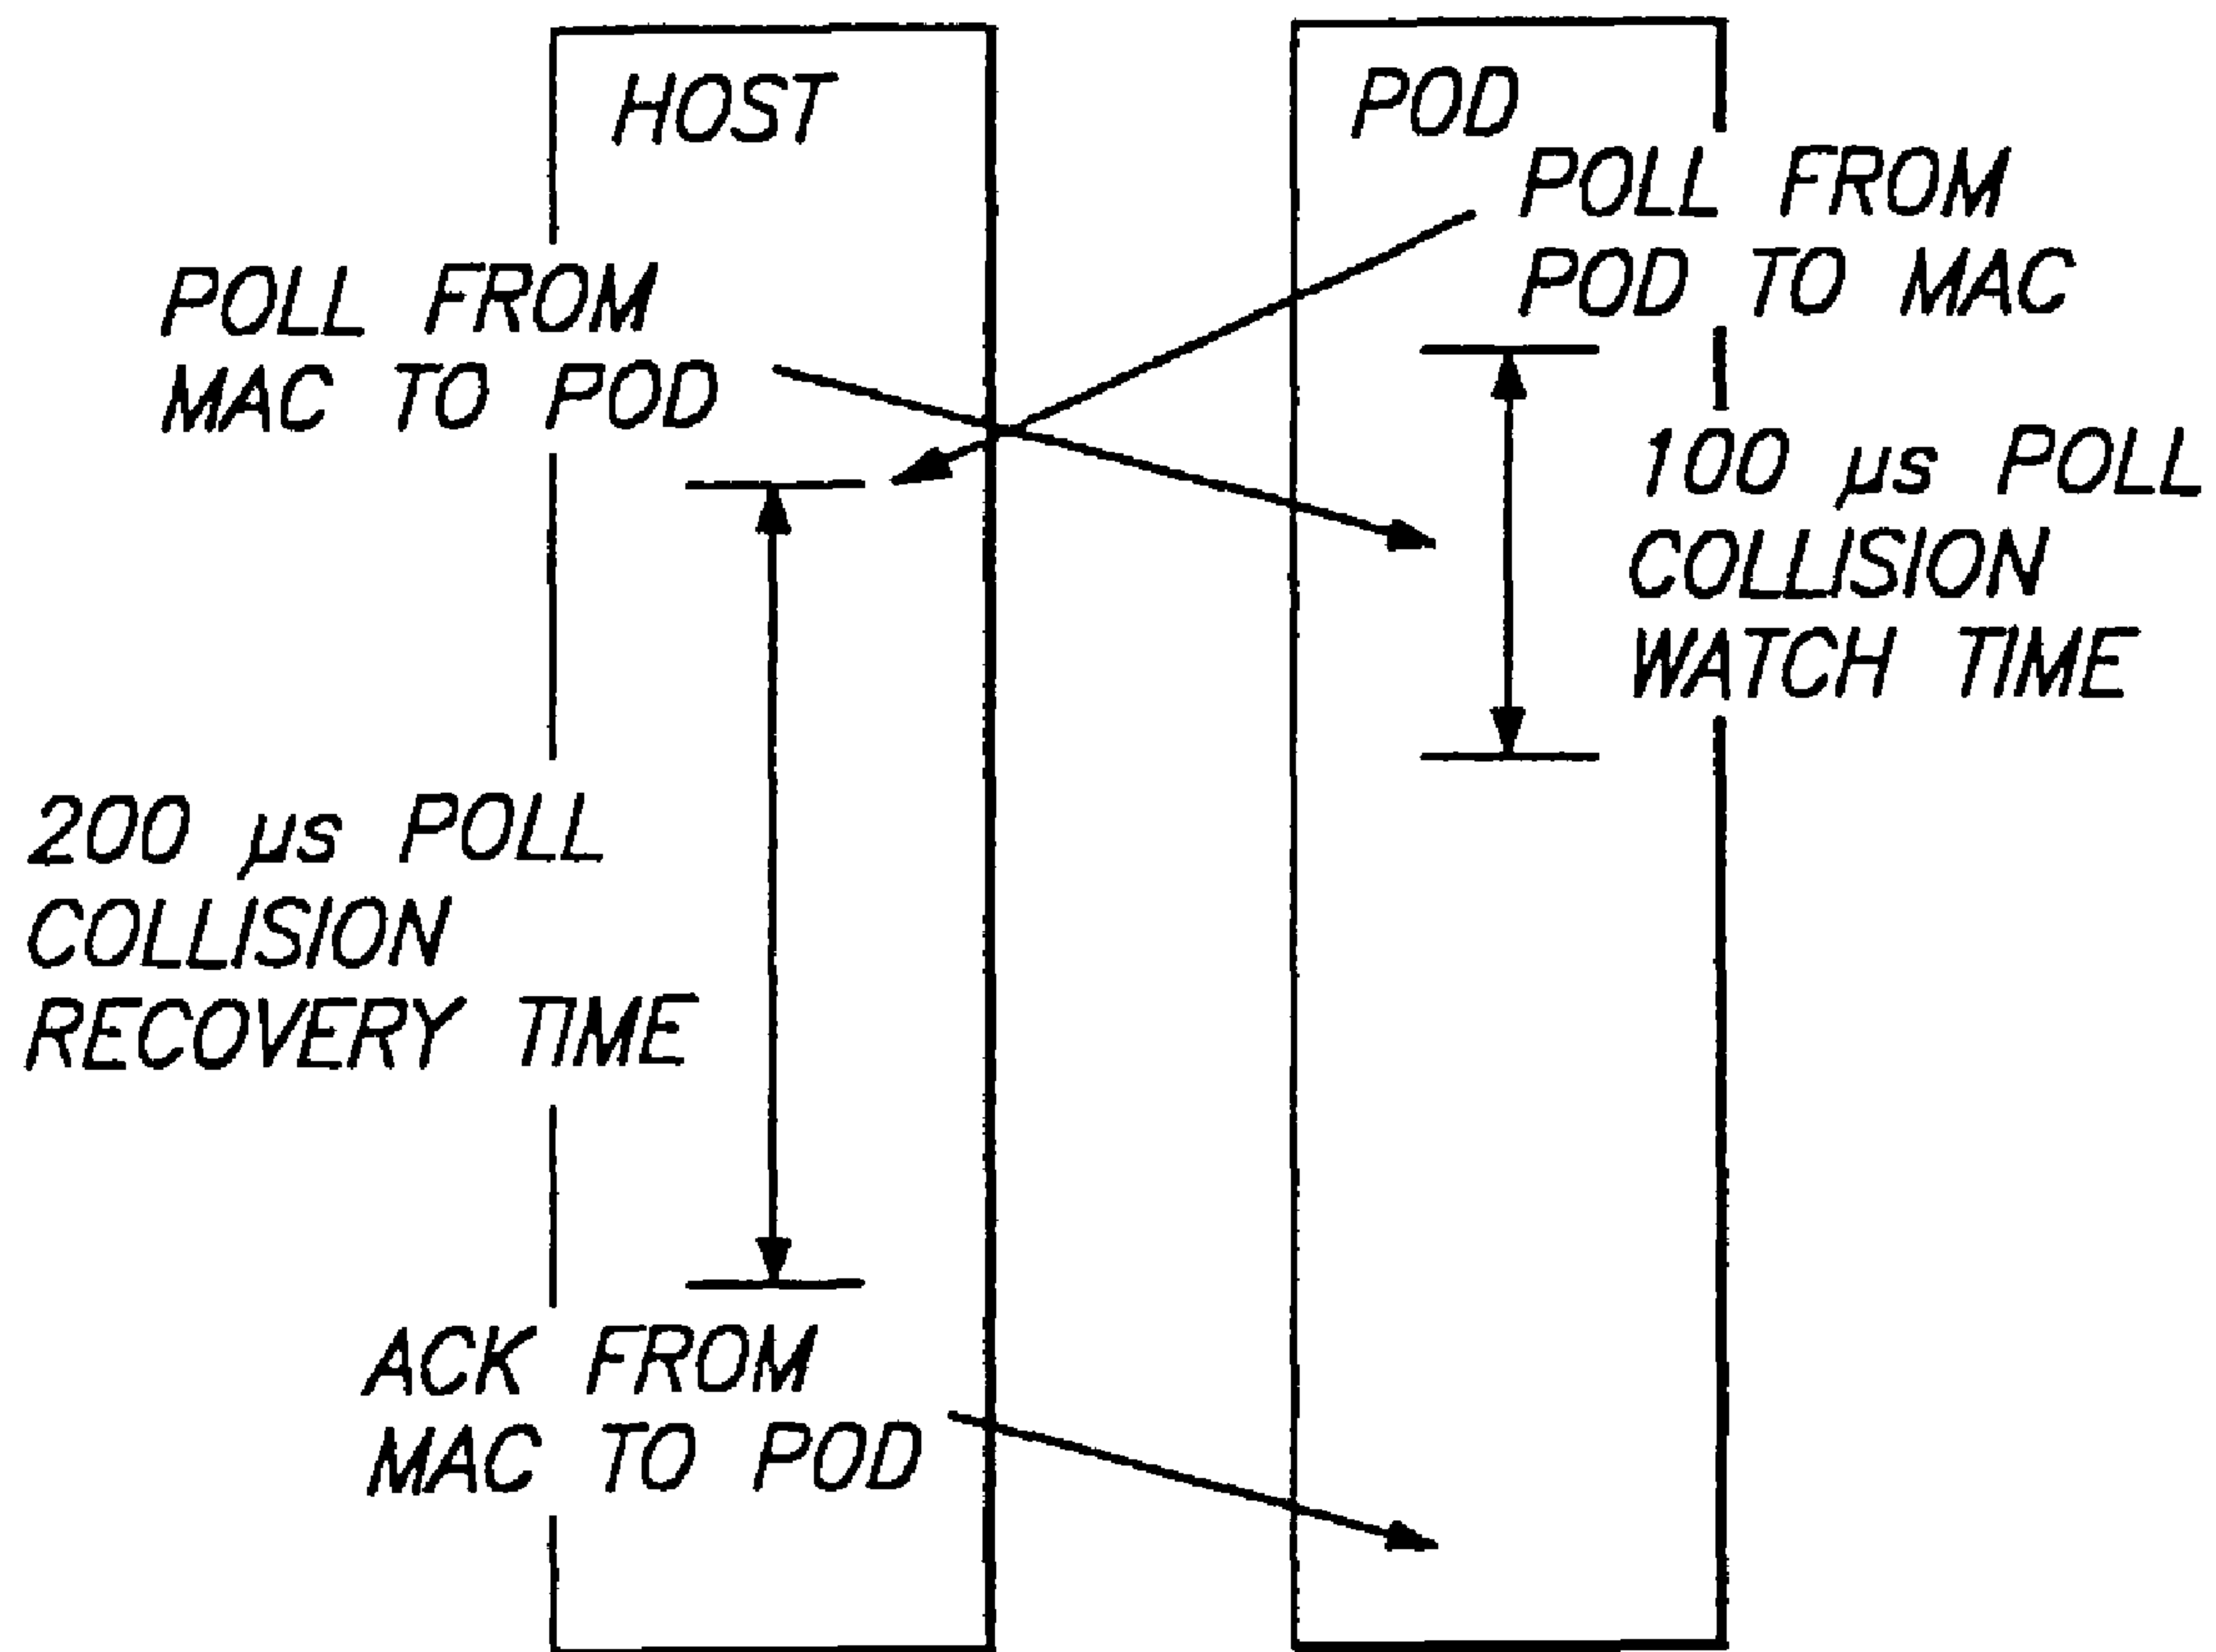 HOST
POD
POLL FROM
POD TO MAC
POLL FROM
MAC TO POD
100 µs POLL
COLLISION
WATCH TIME
200 µs POLL
COLLISION
RECOVERY TIME
ACK FROM
MAC TO POD